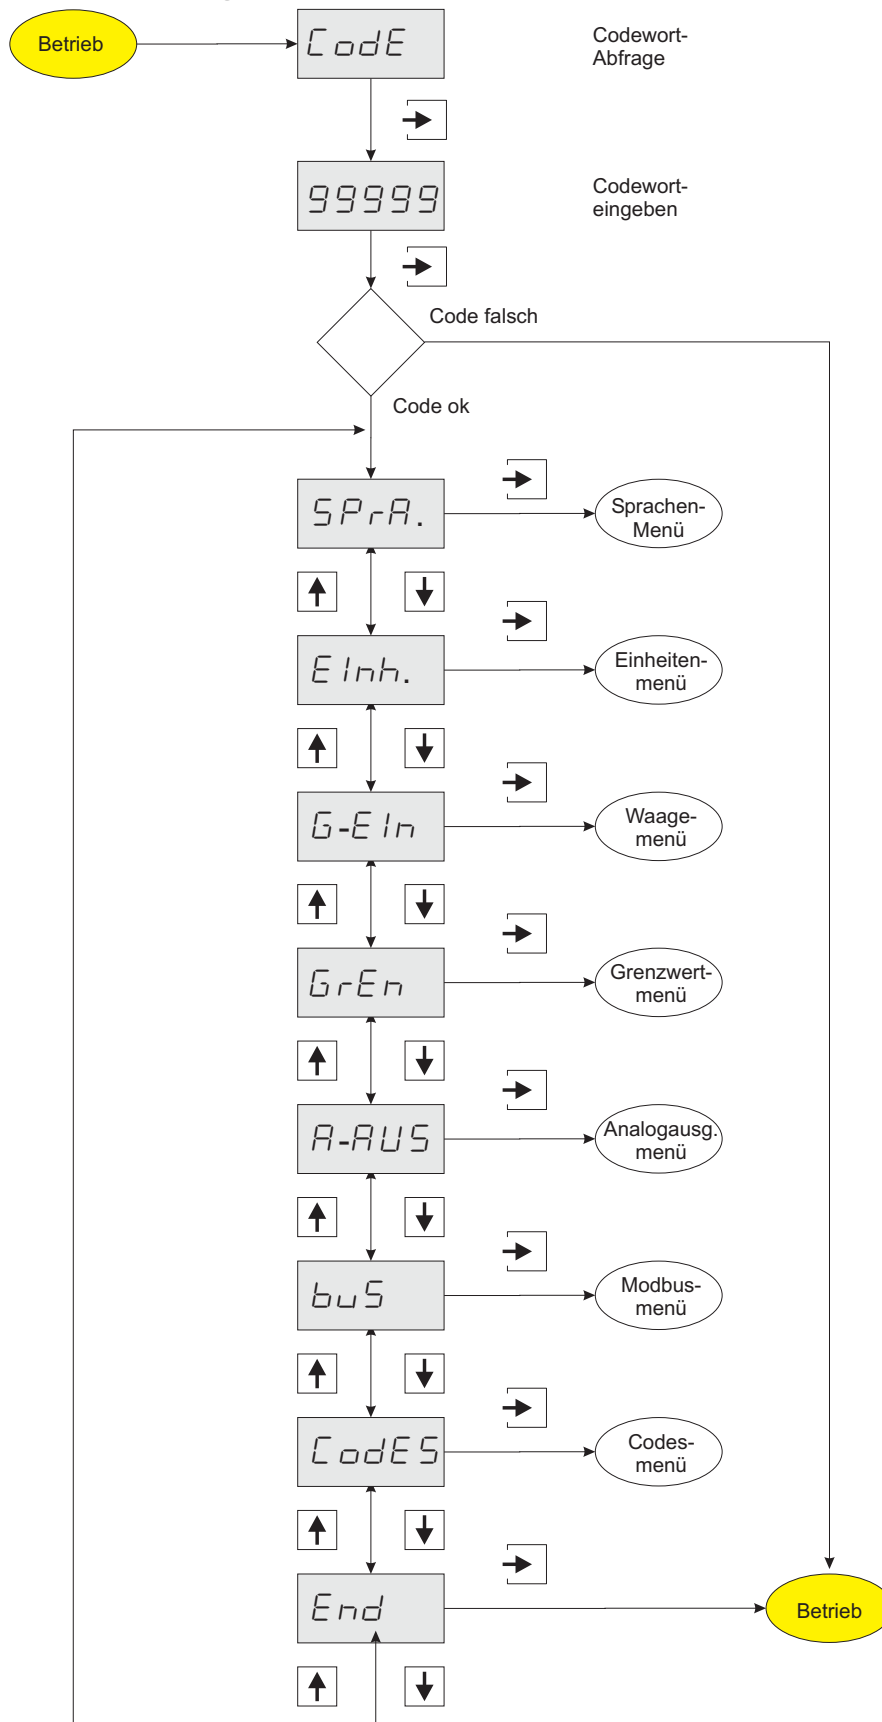 Betrieb
CodE
Codewort-
Abfrage
99999
Codewort-
eingeben
Code falsch
Code ok
SPrA.
Sprachen-
Menü
EInh.
Einheiten-
menü
G-EIn
Waage-
menü
GrEn
Grenzwert-
menü
A-AUS
Analogausg.
menü
buS
Modbus-
menü
CodES
Codes-
menü
End
Betrieb